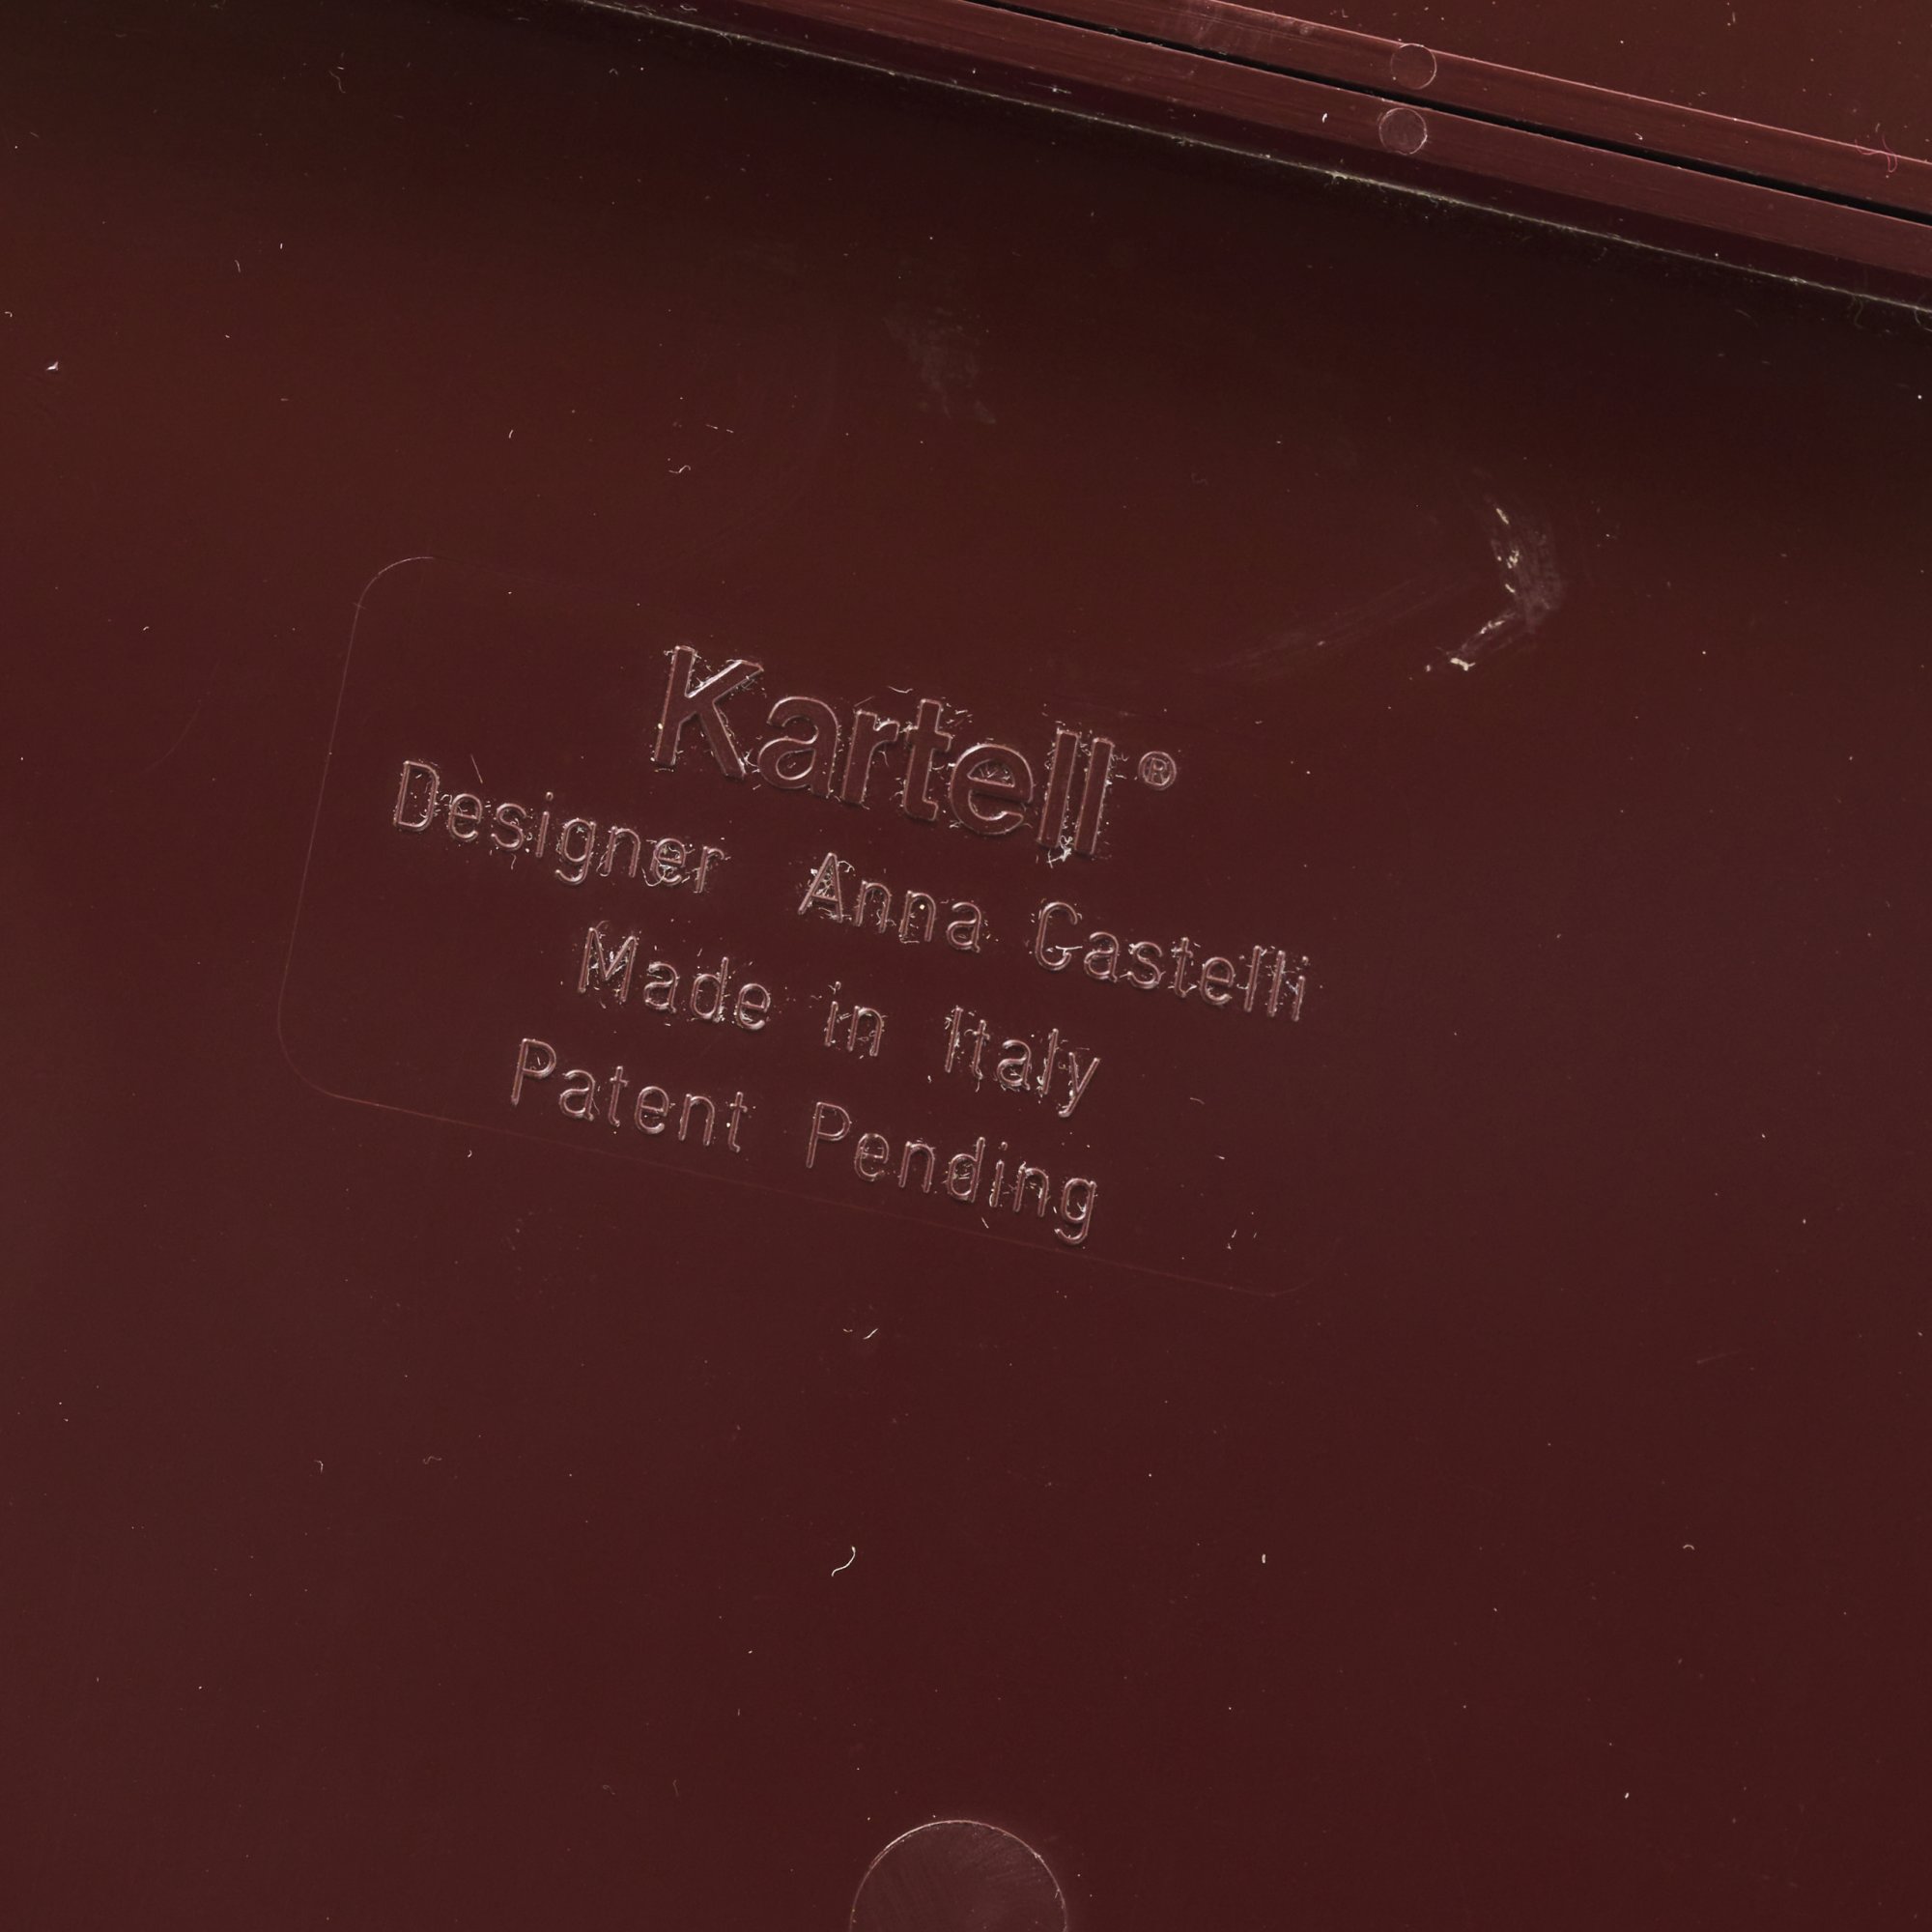 Kartell®
Designer Anna Castelli
Made in Italy
Patent Pending